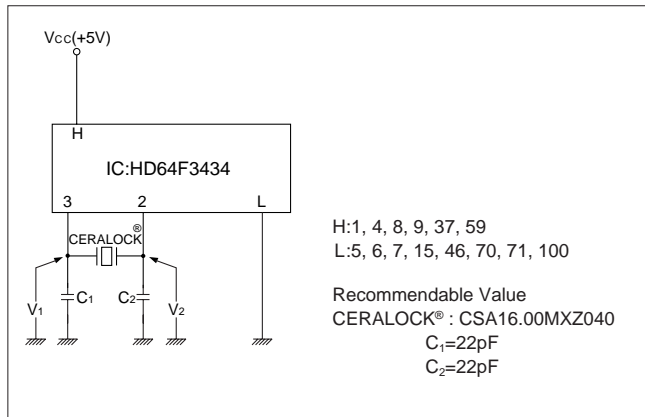 VCC(+5V)
H
IC:HD64F3434
3 2 L
CERALOCK®
V1 C1 C2 V2
H:1, 4, 8, 9, 37, 59
L:5, 6, 7, 15, 46, 70, 71, 100
Recommendable Value
CERALOCK® : CSA16.00MXZ040
C1=22pF
C2=22pF